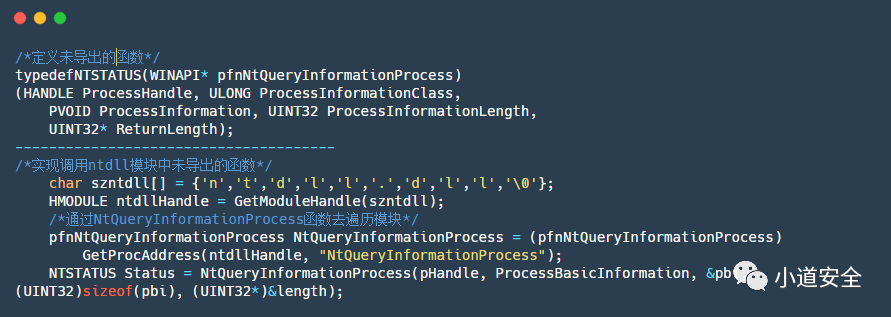 /*定义未导出的函数*/
typedefNTSTATUS(WINAPI* pfnNtQueryInformationProcess)
(HANDLE ProcessHandle, ULONG ProcessInformationClass,
    PVOID ProcessInformation, UINT32 ProcessInformationLength,
    UINT32* ReturnLength);
--------------------------------------
/*实现调用ntdll模块中未导出的函数*/
    char szntdll[] = {'n','t','d','l','l','.','d','l','l','\0'};
    HMODULE ntdllHandle = GetModuleHandle(szntdll);
    /*通过NtQueryInformationProcess函数去遍历模块*/
    pfnNtQueryInformationProcess NtQueryInformationProcess = (pfnNtQueryInformationProcess)
        GetProcAddress(ntdllHandle, "NtQueryInformationProcess");
    NTSTATUS Status = NtQueryInformationProcess(pHandle, ProcessBasicInformation, &pb
(UINT32)sizeof(pbi), (UINT32*)&length);
小道安全